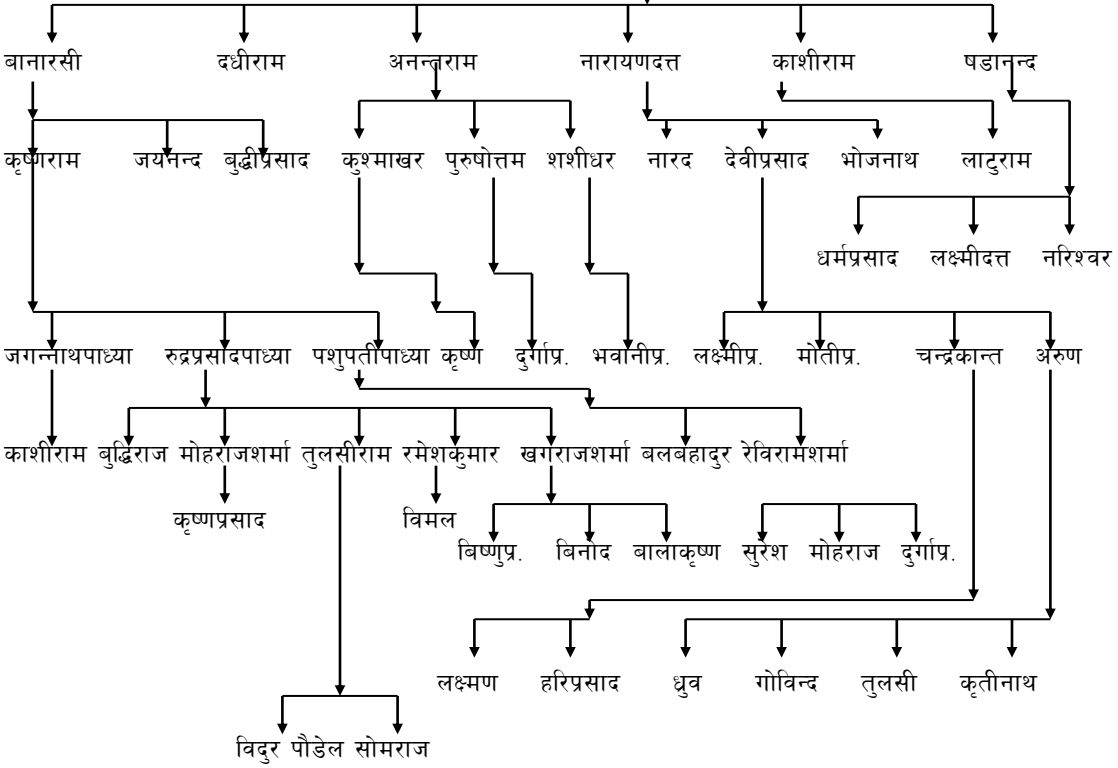 बानारसी दधीराम अनन्तराम नारायणदत्त काशीराम षडानन्द
कृष्णराम जयनन्द बुद्धीप्रसाद कुश्माखर पुरुषोत्तम शशीधर नारद देवीप्रसाद भोजनाथ लाटुराम
धर्मप्रसाद लक्ष्मीदत्त नरिश्वर
जगन्नाथपाध्या रुद्रप्रसादपाध्या पशुपतीपाध्या कृष्ण दुर्गाप्र. भवानीप्र. लक्ष्मीप्र. मोतीप्र. चन्द्रकान्त अरुण
काशीराम बुद्धिराज मोहराजशर्मा तुलसीराम रमेशकुमार खगराजशर्मा बलबहादुर रेविरामशर्मा
कृष्णप्रसाद विमल
बिष्णुप्र. बिनोद बालाकृष्ण सुरेश मोहराज दुर्गाप्र.
लक्ष्मण हरिप्रसाद ध्रुव गोविन्द तुलसी कृतीनाथ
विदुर पौडेल सोमराज